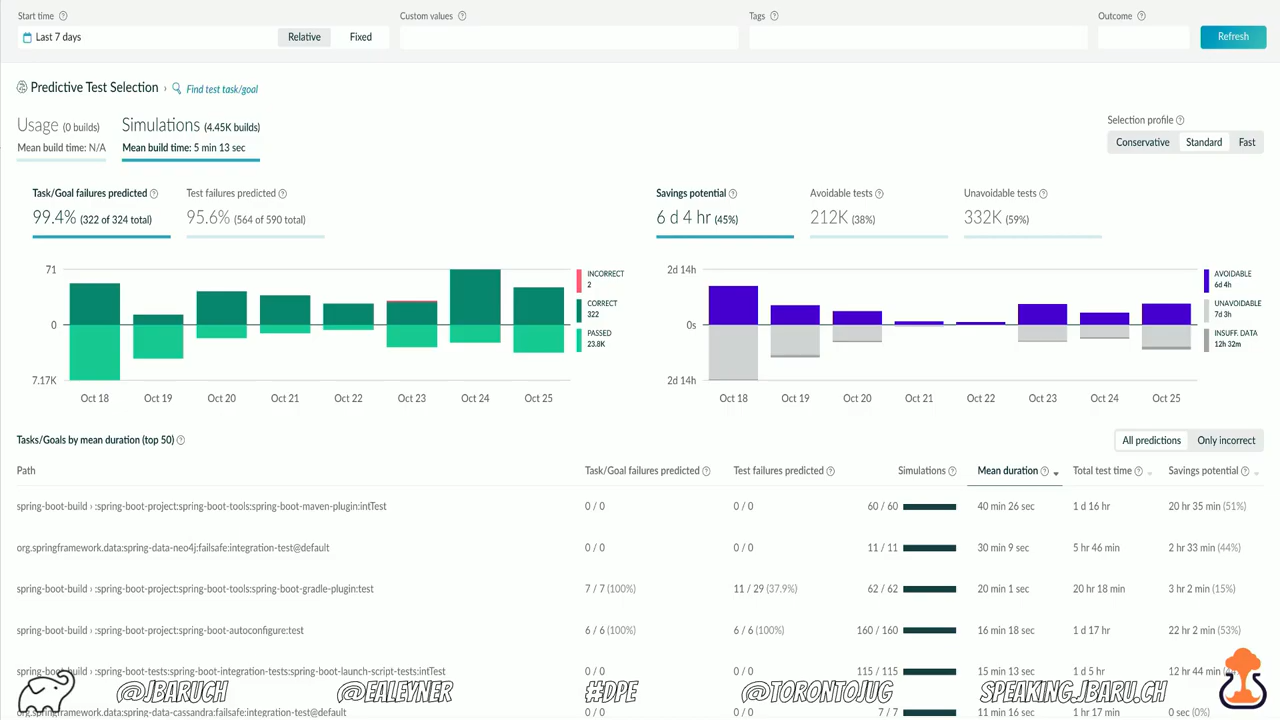 Start time
Custom values
Tags
Outcome
Last 7 days
Relative
Fixed
Refresh
Predictive Test Selection › Find test task/goal
Usage (0 builds)
Simulations (4.45K builds)
Selection profile
Mean build time: N/A
Mean build time: 5 min 13 sec
Conservative
Standard
Fast
Task/Goal failures predicted
Test failures predicted
Savings potential
Avoidable tests
Unavoidable tests
99.4% (322 of 324 total)
95.6% (564 of 590 total)
6 d 4 hr (45%)
212K (38%)
332K (59%)
71
0
7.17K
INCORRECT
2
CORRECT
322
PASSED
23.8K
Oct 18
Oct 19
Oct 20
Oct 21
Oct 22
Oct 23
Oct 24
Oct 25
2d 14h
0s
2d 14h
AVOIDABLE
6d 4h
UNAVOIDABLE
7d 3h
INSUFF. DATA
12h 32m
Oct 18
Oct 19
Oct 20
Oct 21
Oct 22
Oct 23
Oct 24
Oct 25
Tasks/Goals by mean duration (top 50)
All predictions
Only incorrect
Path
Task/Goal failures predicted
Test failures predicted
Simulations
Mean duration
Total test time
Savings potential
spring-boot-build › :spring-boot-project:spring-boot-tools:spring-boot-maven-plugin:intTest
0 / 0
0 / 0
60 / 60
40 min 26 sec
1 d 16 hr
20 hr 35 min (51%)
org.springframework.data:spring-data-neo4j:failsafe:integration-test@default
0 / 0
0 / 0
11 / 11
30 min 9 sec
5 hr 46 min
2 hr 33 min (44%)
spring-boot-build › :spring-boot-project:spring-boot-tools:spring-boot-gradle-plugin:test
7 / 7 (100%)
11 / 29 (37.9%)
62 / 62
20 min 1 sec
20 hr 18 min
3 hr 2 min (15%)
spring-boot-build › :spring-boot-project:spring-boot-autoconfigure:test
6 / 6 (100%)
6 / 6 (100%)
160 / 160
16 min 18 sec
1 d 17 hr
22 hr 2 min (53%)
spring-boot-build › :spring-boot-tests:spring-boot-integration-tests:spring-boot-launch-script-tests:intTest
0 / 0
0 / 0
115 / 115
15 min 13 sec
1 d 5 hr
12 hr 44 min
@JBARUCH
@EALEYNER
#DPE
@TORONTOJUG
SPEAKING.JBARU.CH
org.springframework.data:spring-data-cassandra:failsafe:integration-test@default
0 / 0
0 / 0
7 / 7
11 min 16 sec
1 hr 17 min
0 sec (0%)